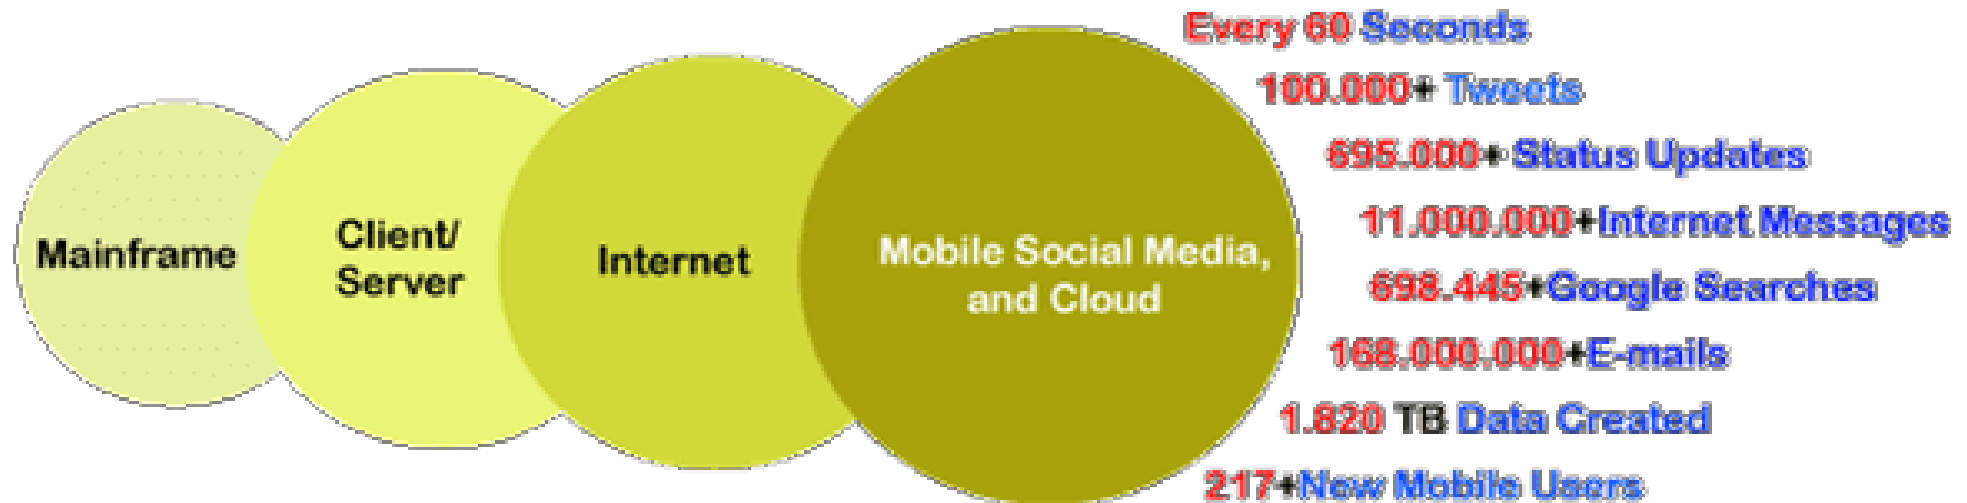 Mainframe
Client/
Server
Internet
Mobile Social Media,
and Cloud
Every 60 Seconds
100.000+ Tweets
695.000+ Status Updates
11.000.000+Internet Messages
698.445+Google Searches
168.000.000+E-mails
1.820 TB Data Created
217+New Mobile Users